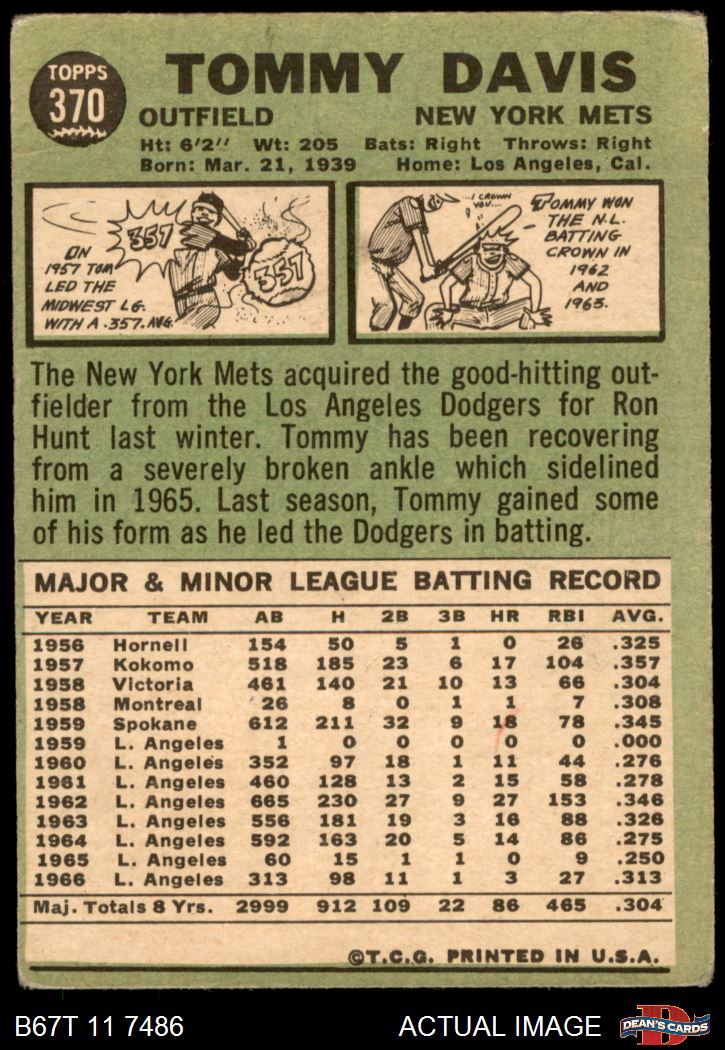 TOPPS
370
TOMMY DAVIS
OUTFIELD NEW YORK METS
Ht: 6'2" Wt: 205 Bats: Right Throws: Right
Born: Mar. 21, 1939 Home: Los Angeles, Cal.
357
357
IN
1957 TOM
LED THE
MIDWEST LG.
WITH A .357. AVG.
...I CROWN
YOU...
TOMMY WON
THE N.L.
BATTING
CROWN IN
1962
AND
1963.
The New York Mets acquired the good-hitting out-
fielder from the Los Angeles Dodgers for Ron
Hunt last winter. Tommy has been recovering
from a severely broken ankle which sidelined
him in 1965. Last season, Tommy gained some
of his form as he led the Dodgers in batting.
MAJOR & MINOR LEAGUE BATTING RECORD
YEAR TEAM AB H 2B 3B HR RBI AVG.
1956 Hornell 154 50 5 1 0 26 .325
1957 Kokomo 518 185 23 6 17 104 .357
1958 Victoria 461 140 21 10 13 66 .304
1958 Montreal 26 8 0 1 1 7 .308
1959 Spokane 612 211 32 9 18 78 .345
1959 L. Angeles 1 0 0 0 0 0 .000
1960 L. Angeles 352 97 18 1 11 44 .276
1961 L. Angeles 460 128 13 2 15 58 .278
1962 L. Angeles 665 230 27 9 27 153 .346
1963 L. Angeles 556 181 19 3 16 88 .326
1964 L. Angeles 592 163 20 5 14 86 .275
1965 L. Angeles 60 15 1 1 0 9 .250
1966 L. Angeles 313 98 11 1 3 27 .313
Maj. Totals 8 Yrs. 2999 912 109 22 86 465 .304
©T.C.G. PRINTED IN U.S.A.
B67T 11 7486 ACTUAL IMAGE
D
DEAN'S CARDS